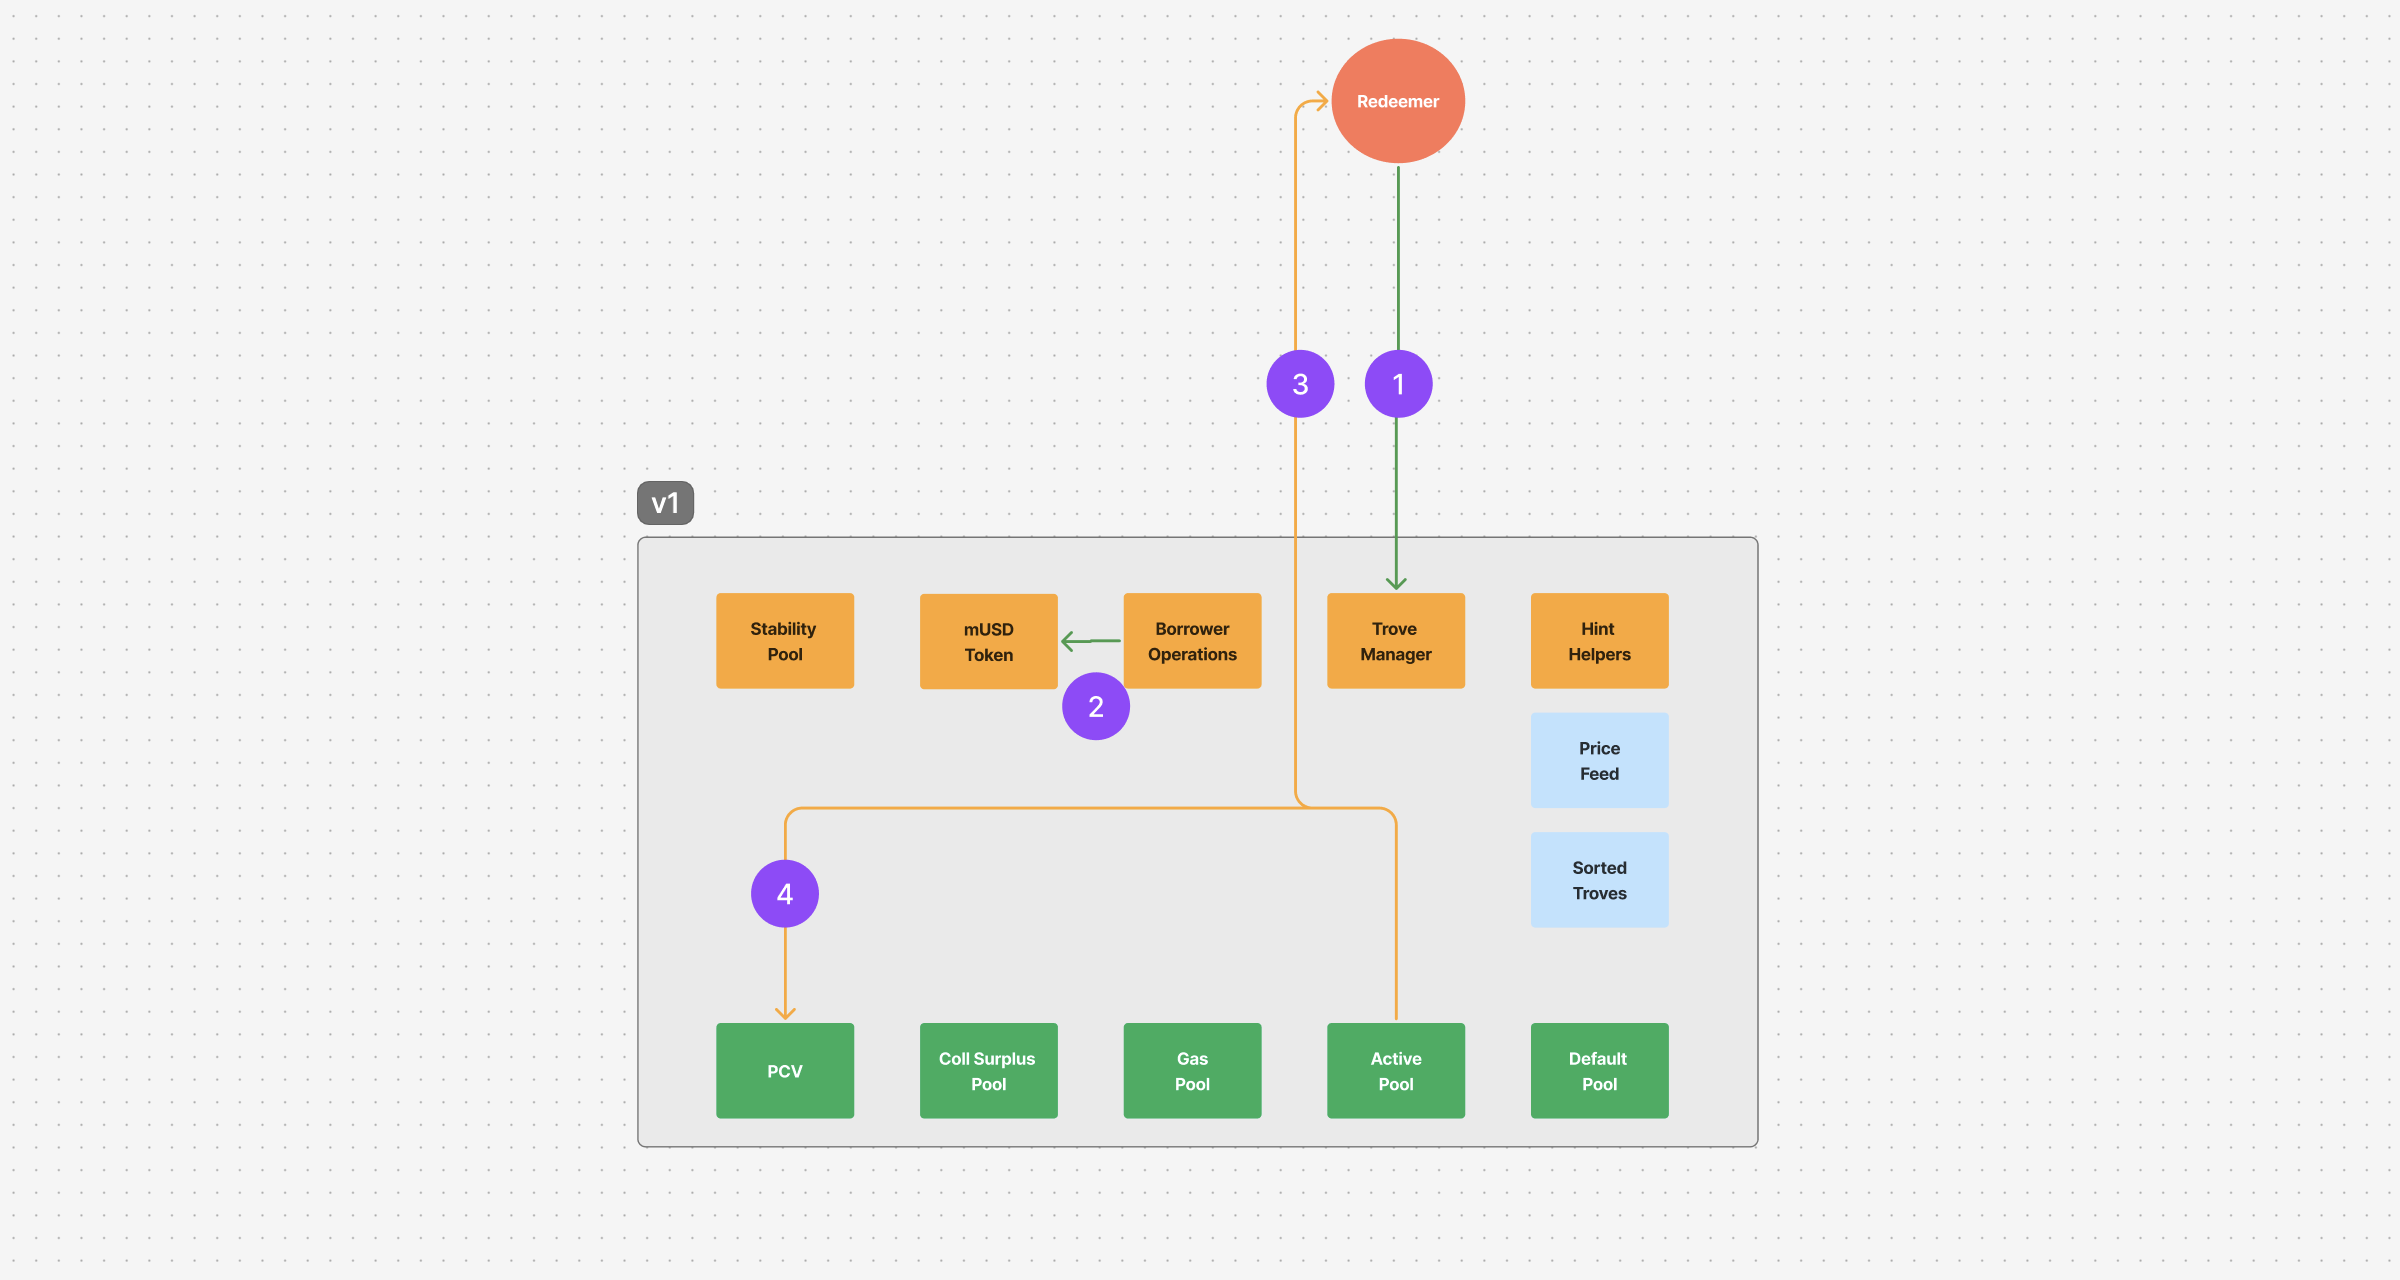 Redeemer
3
1
v1
Stability
Pool
mUSD
Token
Borrower
Operations
Trove
Manager
Hint
Helpers
2
Price
Feed
4
Sorted
Troves
PCV
Coll Surplus
Pool
Gas
Pool
Active
Pool
Default
Pool